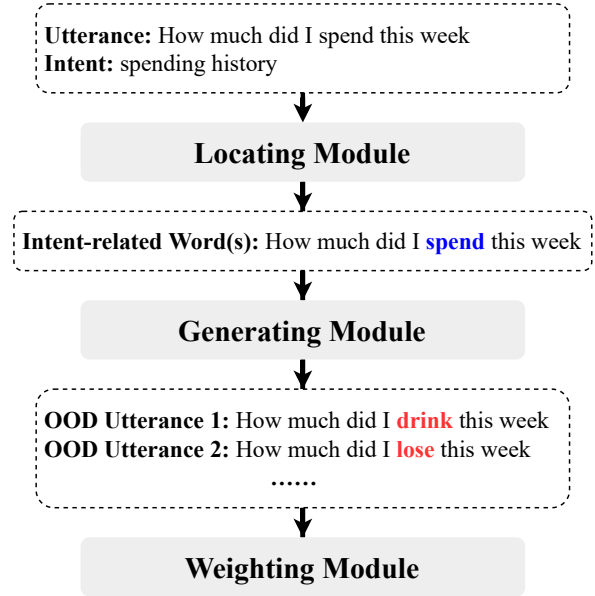 Utterance: How much did I spend this week
Intent: spending history
Locating Module
Intent-related Word(s): How much did I spend this week
Generating Module
OOD Utterance 1: How much did I drink this week
OOD Utterance 2: How much did I lose this week
......
Weighting Module